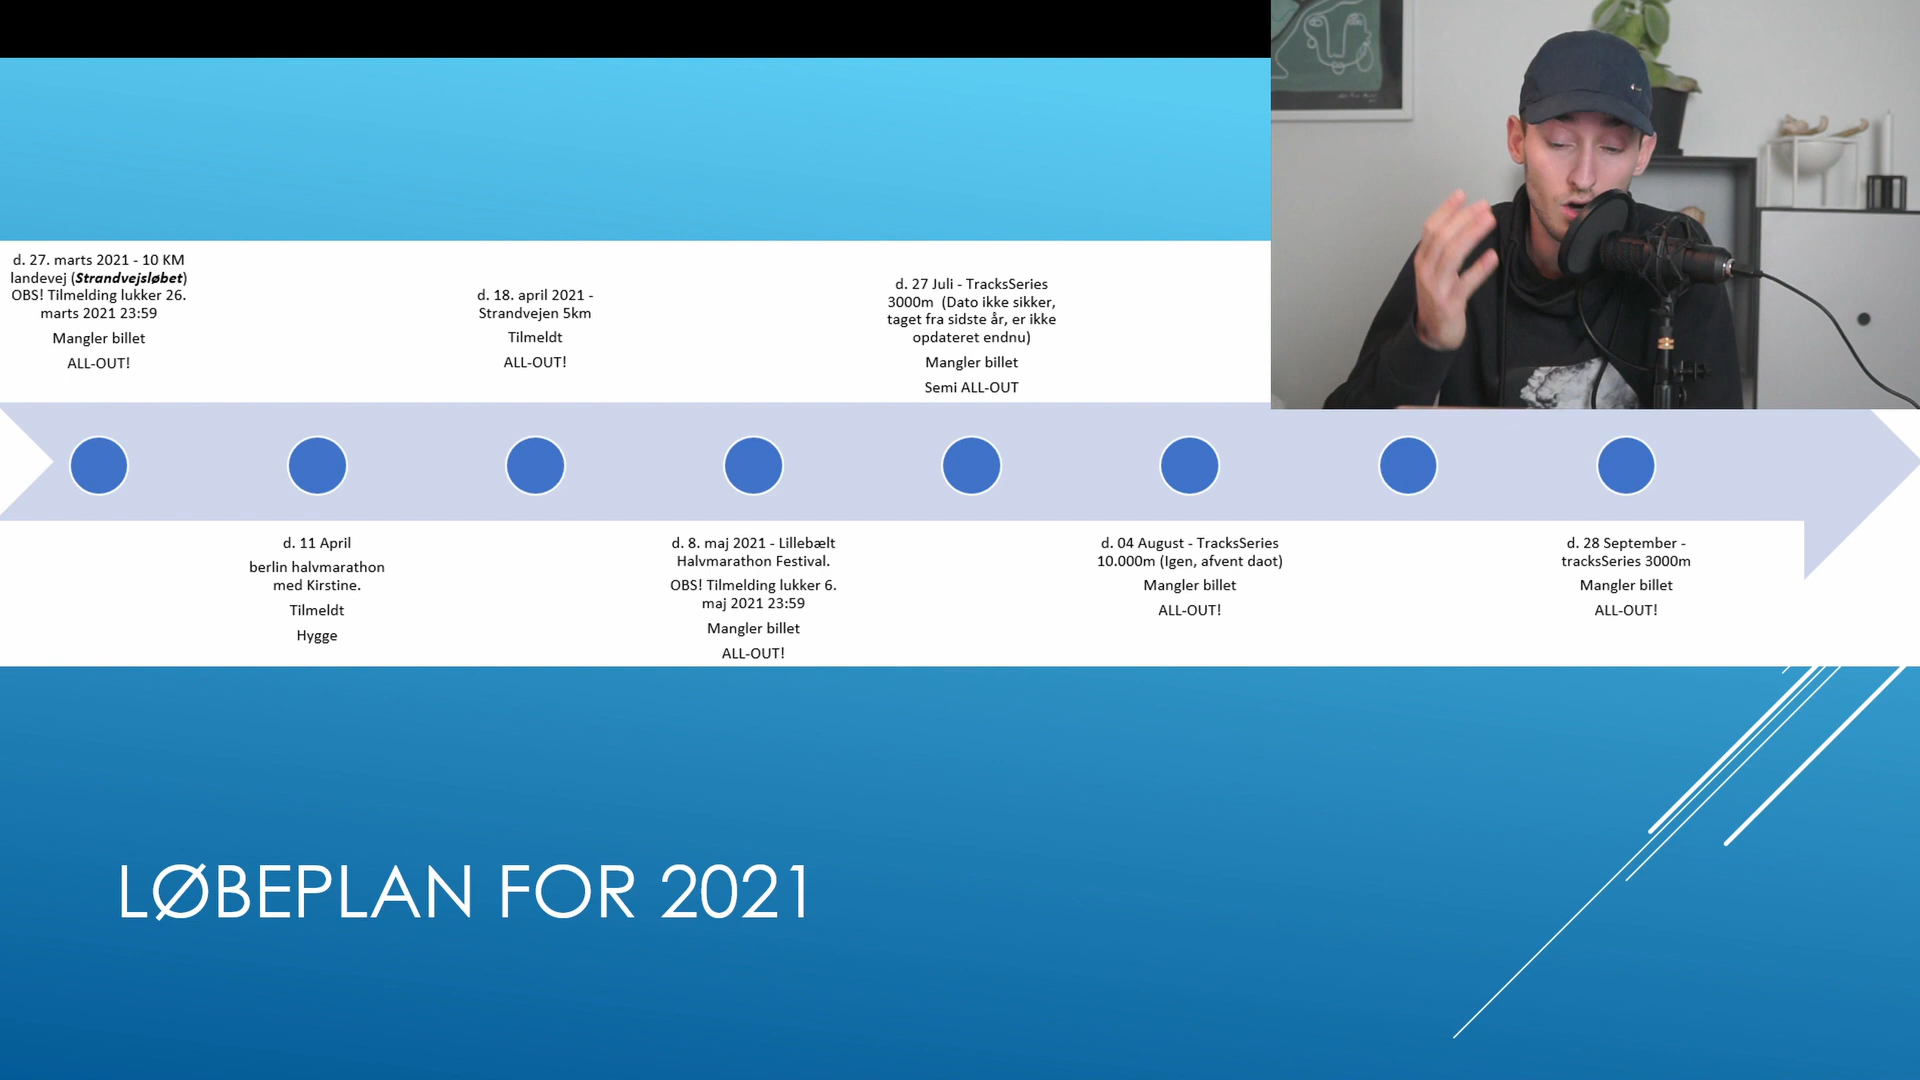 d. 27. marts 2021 - 10 KM
landevej (Strandvejsløbet)
OBS! Tilmelding lukker 26.
marts 2021 23:59
Mangler billet
ALL-OUT!
d. 11 April
berlin halvmarathon
med Kirstine.
Tilmeldt
Hygge
d. 18. april 2021 -
Strandvejen 5km
Tilmeldt
ALL-OUT!
d. 8. maj 2021 - Lillebælt
Halvmarathon Festival.
OBS! Tilmelding lukker 6.
maj 2021 23:59
Mangler billet
ALL-OUT!
d. 27 Juli - TracksSeries
3000m (Dato ikke sikker,
taget fra sidste år, er ikke
opdateret endnu)
Mangler billet
Semi ALL-OUT
d. 04 August - TracksSeries
10.000m (Igen, afvent daot)
Mangler billet
ALL-OUT!
d. 28 September -
tracksSeries 3000m
Mangler billet
ALL-OUT!
LØBEPLAN FOR 2021